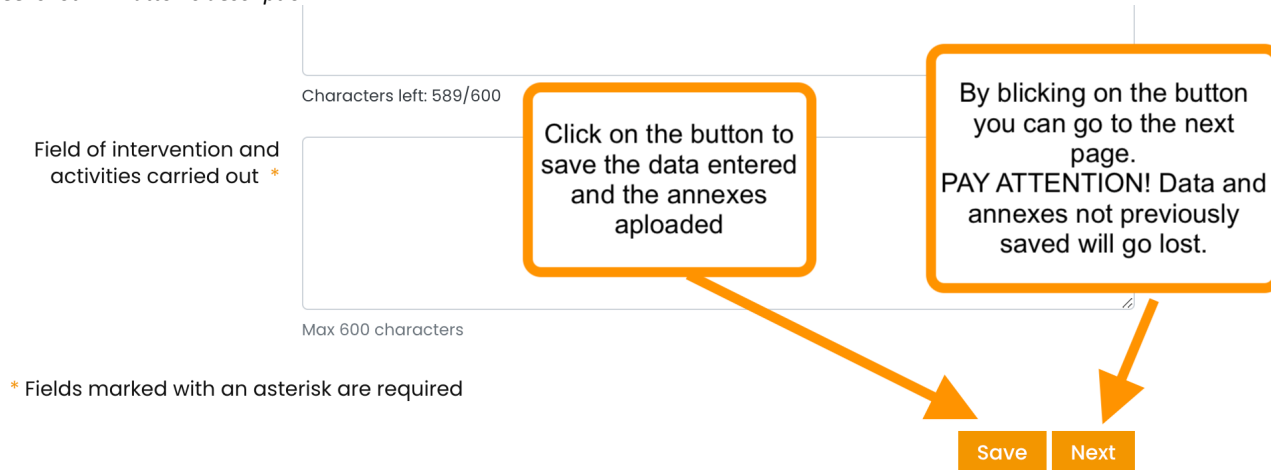 Characters left: 589/600
Field of intervention and
activities carried out *
Click on the button to
save the data entered
and the annexes
aploaded
By blicking on the button
you can go to the next
page.
PAY ATTENTION! Data and
annexes not previously
saved will go lost.
Max 600 characters
* Fields marked with an asterisk are required
Save
Next